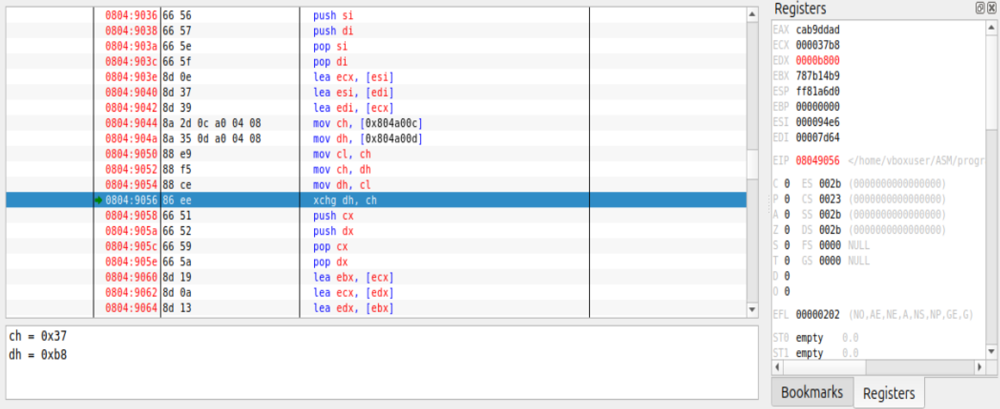 0804:9036 66 56 push si
0804:9038 66 57 push di
0804:903a 66 5e pop si
0804:903c 66 5f pop di
0804:903e 8d 0e lea ecx, [esi]
0804:9040 8d 37 lea esi, [edi]
0804:9042 8d 39 lea edi, [ecx]
0804:9044 8a 2d 0c a0 04 08 mov ch, [0x804a00c]
0804:904a 8a 35 0d a0 04 08 mov dh, [0x804a00d]
0804:9050 88 e9 mov cl, ch
0804:9052 88 f5 mov ch, dh
0804:9054 88 ce mov dh, cl
0804:9056 86 ee xchg dh, ch
0804:9058 66 51 push cx
0804:905a 66 52 push dx
0804:905c 66 59 pop cx
0804:905e 66 5a pop dx
0804:9060 8d 19 lea ebx, [ecx]
0804:9062 8d 0a lea ecx, [edx]
0804:9064 8d 13 lea edx, [ebx]
ch = 0x37
dh = 0xb8
Registers
EAX cab9ddad
ECX 000037b8
EDX 0000b800
EBX 787b14b9
ESP ff81a6d0
EBP 00000000
ESI 000094e6
EDI 00007d64
EIP 08049056 </home/vboxuser/ASM/progr
C 0 ES 002b (0000000000000000)
P 0 CS 0023 (0000000000000000)
A 0 SS 002b (0000000000000000)
Z 0 DS 002b (0000000000000000)
S 0 FS 0000 NULL
T 0 GS 0000 NULL
D 0
O 0
EFL 00000202 (NO,AE,NE,A,NS,NP,GE,G)
ST0 empty 0.0
ST1 empty 0.0
Bookmarks Registers